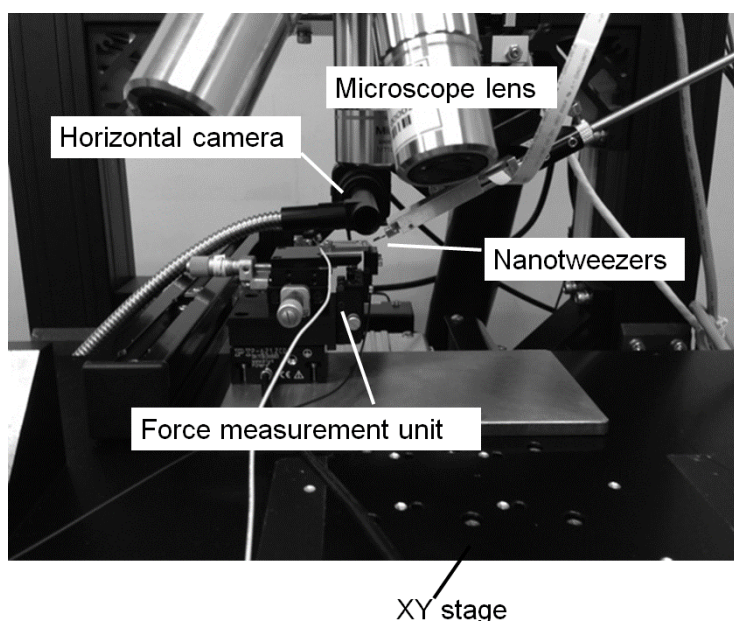 Microscope lens
Horizontal camera
Nanotweezers
Force measurement unit
XY stage